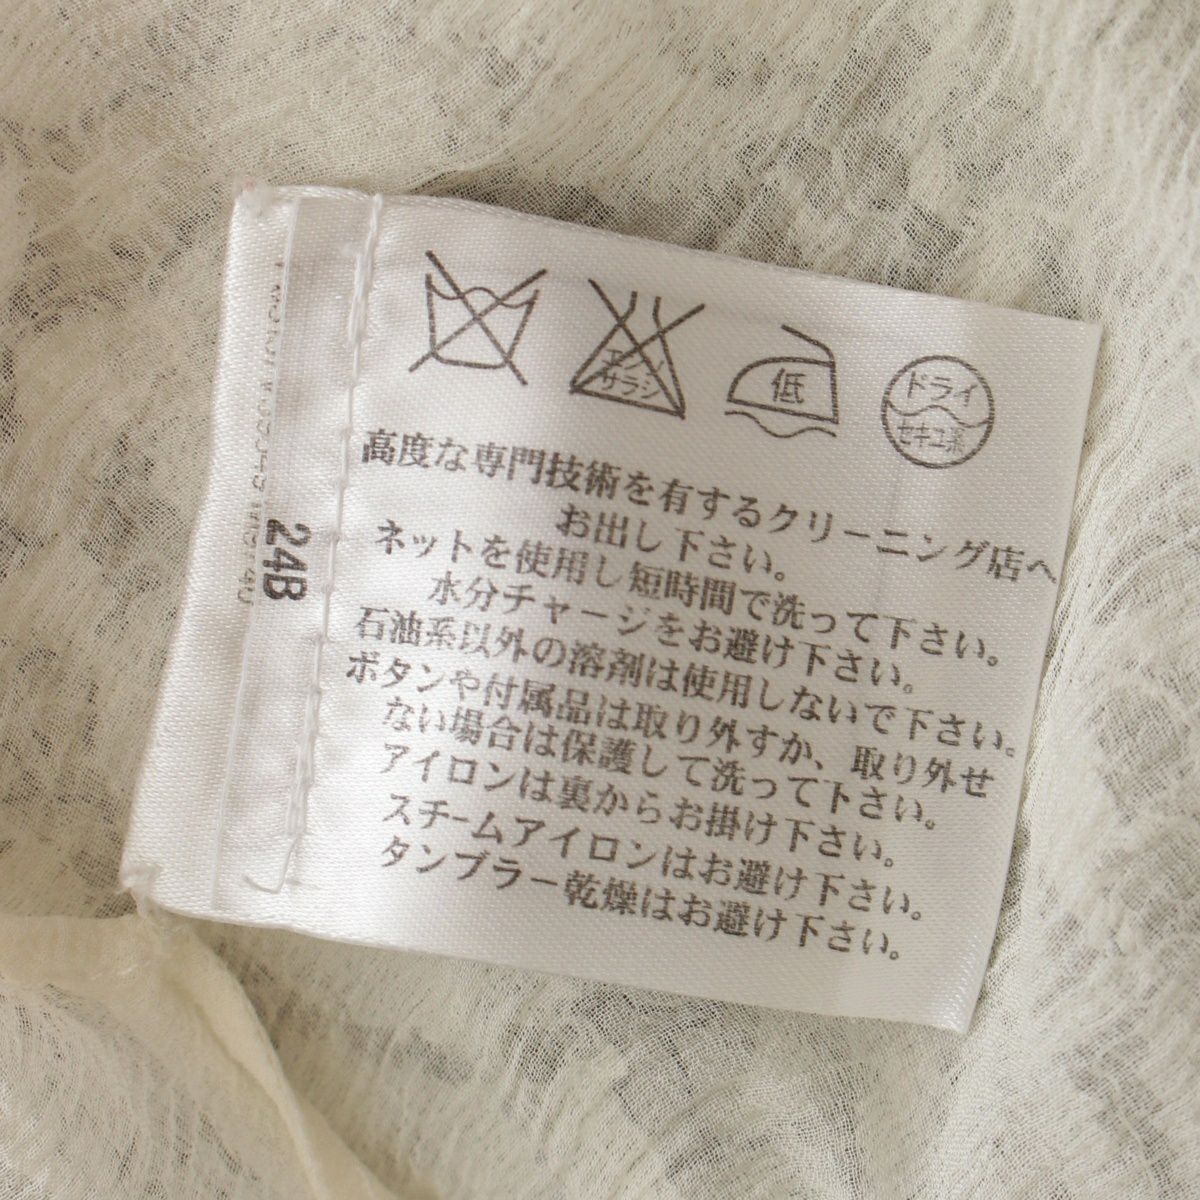 エンソ
サラシ
低
ドライ
セキユ系
高度な専門技術を有するクリーニング店へ
お出し下さい。
ネットを使用し短時間で洗って下さい。
水分チャージをお避け下さい。
石油系以外の溶剤は使用しないで下さい。
ボタンや付属品は取り外すか、取り外せ
ない場合は保護して洗って下さい。
アイロンは裏からお掛け下さい。
スチームアイロンはお避け下さい。
タンブラー乾燥はお避け下さい。
24B